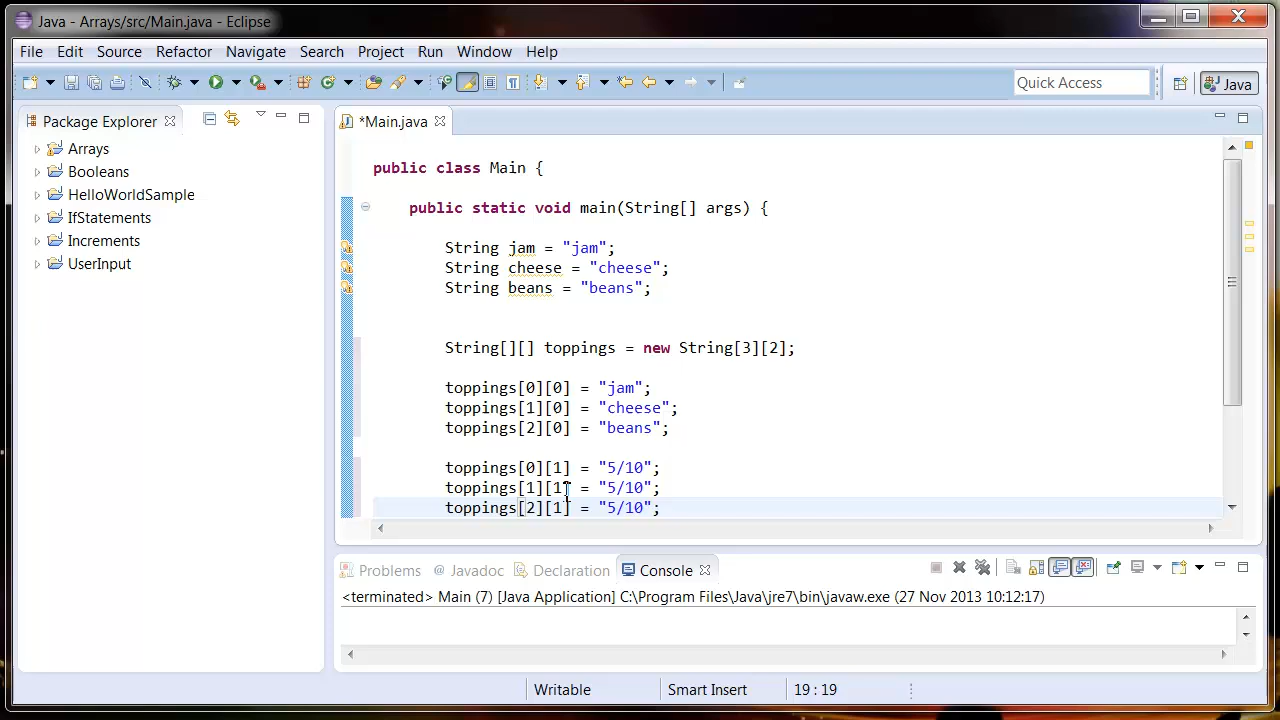 Java - Arrays/src/Main.java - Eclipse
File Edit Source Refactor Navigate Search Project Run Window Help
Quick Access Java
Package Explorer
Arrays
Booleans
HelloWorldSample
IfStatements
Increments
UserInput
*Main.java
public class Main {
public static void main(String[] args) {
String jam = "jam";
String cheese = "cheese";
String beans = "beans";
String[][] toppings = new String[3][2];
toppings[0][0] = "jam";
toppings[1][0] = "cheese";
toppings[2][0] = "beans";
toppings[0][1] = "5/10";
toppings[1][1] = "5/10";
toppings[2][1] = "5/10";
Problems @ Javadoc Declaration Console
<terminated> Main (7) [Java Application] C:\Program Files\Java\jre7\bin\javaw.exe (27 Nov 2013 10:12:17)
Writable Smart Insert 19 : 19